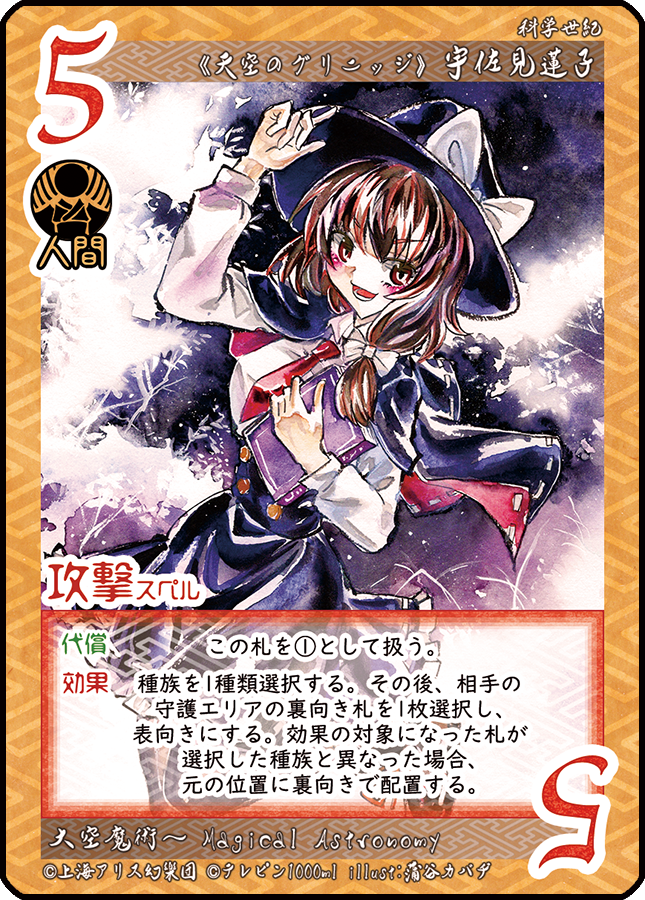 科学世紀
5
《大空のグリニッジ》 宇佐見蓮子
人間
攻撃スペル
代償 この札を①として扱う。
効果 種族を1種類選択する。その後、相手の
守護エリアの裏向き札を1枚選択し、
表向きにする。効果の対象になった札が
選択した種族と異なった場合、
元の位置に裏向きで配置する。
5
大空魔術～ Magical Astronomy
©上海アリス幻樂団 ©テレピン1000ml illust:蒲谷カバヂ